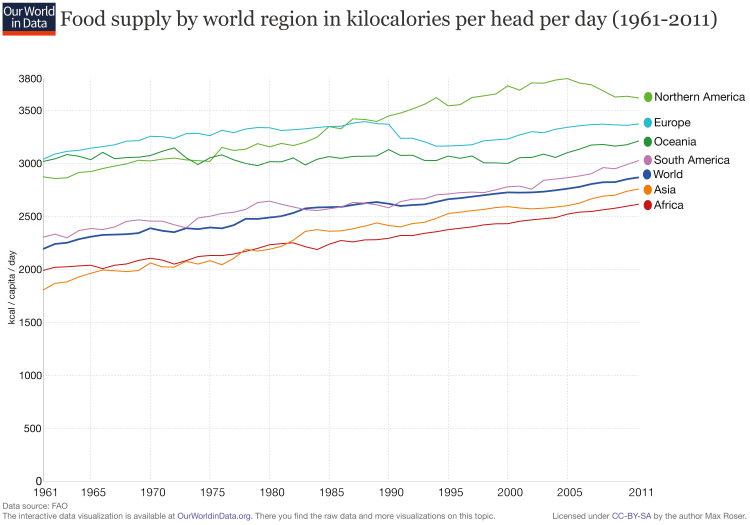 Our World
in Data
Food supply by world region in kilocalories per head per day (1961-2011)
3800
3500
3000
2500
2000
1500
1000
500
0
kcal / capita / day
Northern America
Europe
Oceania
South America
World
Asia
Africa
1961 1965 1970 1975 1980 1985 1990 1995 2000 2005 2011
Data source: FAO
The interactive data visualization is available at OurWorldinData.org. There you find the raw data and more visualizations on this topic.
Licensed under CC-BY-SA by the author Max Roser.